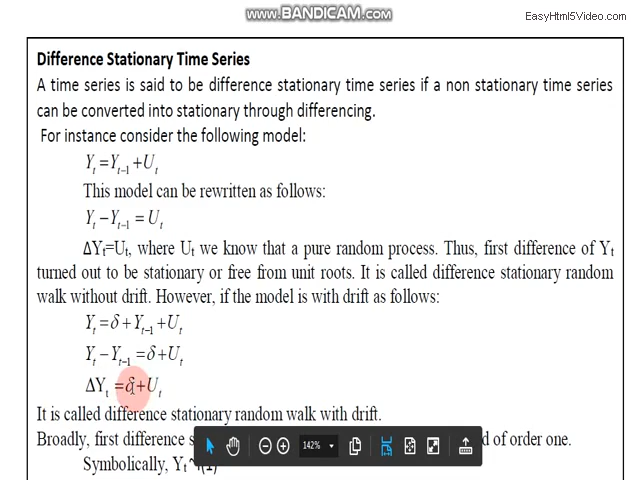 WWW.BANDICAM.COM
EasyHtml5Video.com
Difference Stationary Time Series
A time series is said to be difference stationary time series if a non stationary time series
can be converted into stationary through differencing.
For instance consider the following model:
Yₜ=Yₜ₋₁+Uₜ
This model can be rewritten as follows:
Yₜ−Yₜ₋₁=Uₜ
ΔYₜ=Uₜ, where Uₜ we know that a pure random process. Thus, first difference of Yₜ
turned out to be stationary or free from unit roots. It is called difference stationary random
walk without drift. However, if the model is with drift as follows:
Yₜ=δ+Yₜ₋₁+Uₜ
Yₜ−Yₜ₋₁=δ+Uₜ
ΔYₜ=δ+Uₜ
It is called difference stationary random walk with drift.
Broadly, first difference s d of order one.
142%
Symbolically, Yₜ